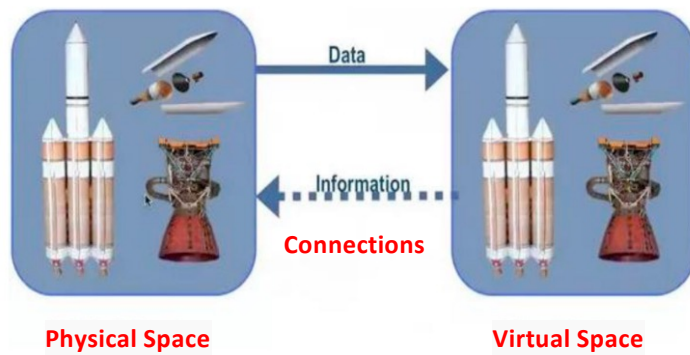 Data
Information
Connections
Physical Space
Virtual Space